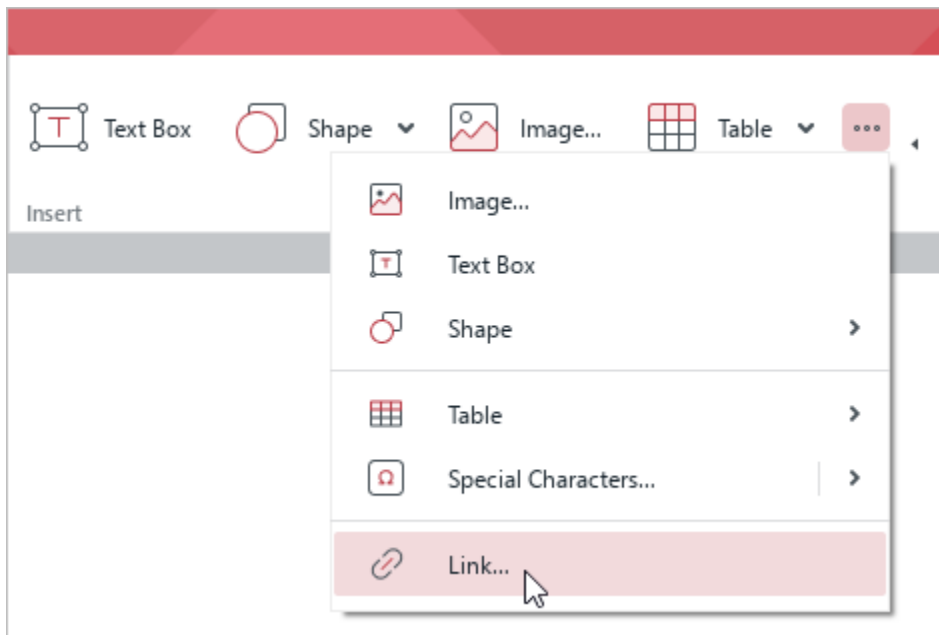 Text Box Shape Image... Table
Insert
Image...
Text Box
Shape
Table
Special Characters...
Link...